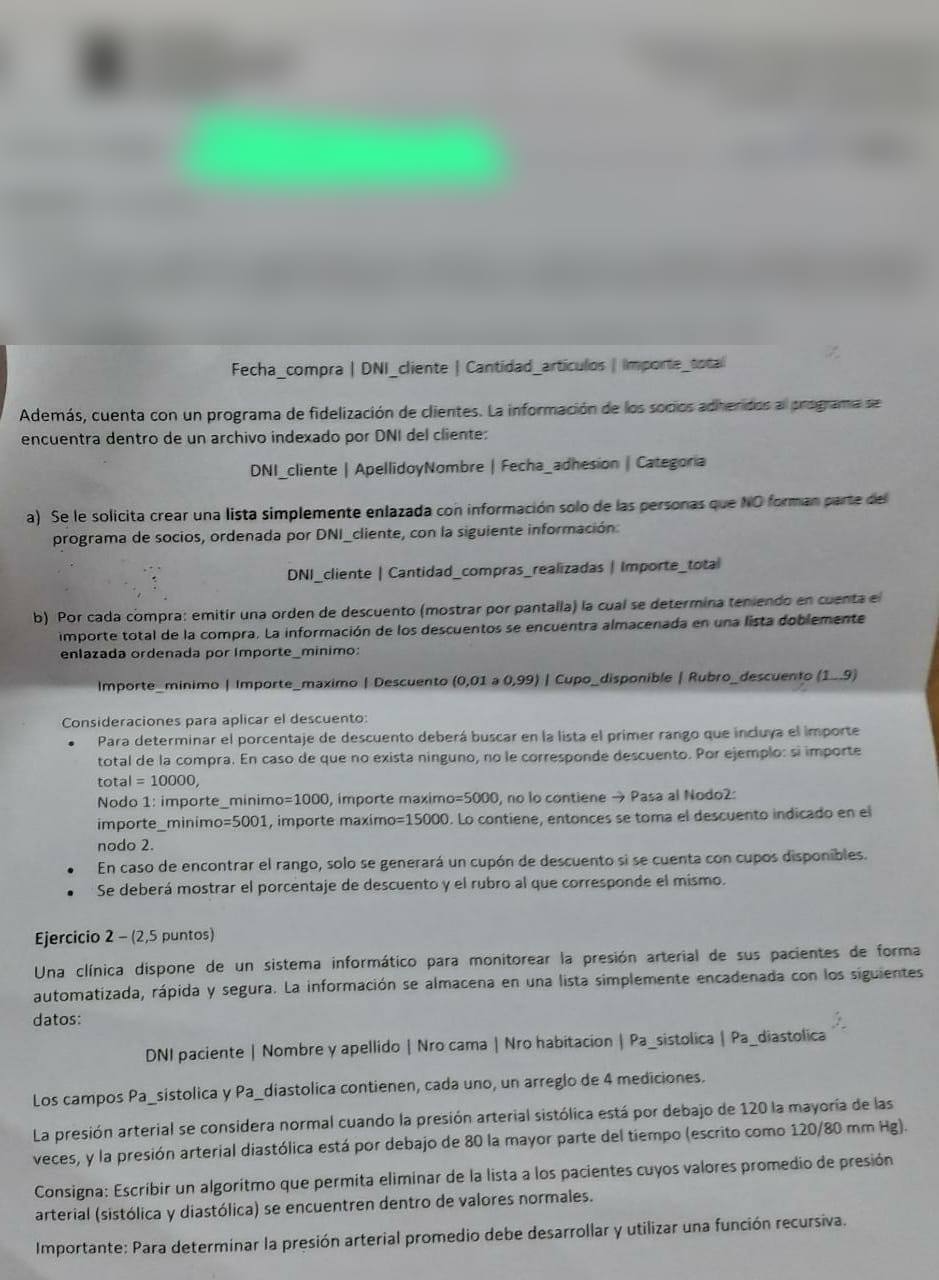 Fecha_compra | DNI_cliente | Cantidad_articulos | Importe_total
Además, cuenta con un programa de fidelización de clientes. La información de los socios adheridos al programa se
encuentra dentro de un archivo indexado por DNI del cliente:
DNI_cliente | ApellidoyNombre | Fecha_adhesion | Categoria
a) Se le solicita crear una lista simplemente enlazada con información solo de las personas que NO forman parte del
programa de socios, ordenada por DNI_cliente, con la siguiente información:
DNI_cliente | Cantidad_compras_realizadas | Importe_total
b) Por cada compra: emitir una orden de descuento (mostrar por pantalla) la cual se determina teniendo en cuenta el
importe total de la compra. La información de los descuentos se encuentra almacenada en una lista doblemente
enlazada ordenada por Importe_minimo:
Importe_minimo | Importe_maximo | Descuento (0,01 a 0,99) | Cupo_disponible | Rubro_descuento (1...9)
Consideraciones para aplicar el descuento:
• Para determinar el porcentaje de descuento deberá buscar en la lista el primer rango que incluya el importe
total de la compra. En caso de que no exista ninguno, no le corresponde descuento. Por ejemplo: si importe
total = 10000,
Nodo 1: importe_minimo=1000, importe maximo=5000, no lo contiene → Pasa al Nodo2:
importe_minimo=5001, importe maximo=15000. Lo contiene, entonces se toma el descuento indicado en el
nodo 2.
• En caso de encontrar el rango, solo se generará un cupón de descuento si se cuenta con cupos disponibles.
• Se deberá mostrar el porcentaje de descuento y el rubro al que corresponde el mismo.
Ejercicio 2 – (2,5 puntos)
Una clínica dispone de un sistema informático para monitorear la presión arterial de sus pacientes de forma
automatizada, rápida y segura. La información se almacena en una lista simplemente encadenada con los siguientes
datos:
DNI paciente | Nombre y apellido | Nro cama | Nro habitacion | Pa_sistolica | Pa_diastolica
Los campos Pa_sistolica y Pa_diastolica contienen, cada uno, un arreglo de 4 mediciones.
La presión arterial se considera normal cuando la presión arterial sistólica está por debajo de 120 la mayoría de las
veces, y la presión arterial diastólica está por debajo de 80 la mayor parte del tiempo (escrito como 120/80 mm Hg).
Consigna: Escribir un algoritmo que permita eliminar de la lista a los pacientes cuyos valores promedio de presión
arterial (sistólica y diastólica) se encuentren dentro de valores normales.
Importante: Para determinar la presión arterial promedio debe desarrollar y utilizar una función recursiva.